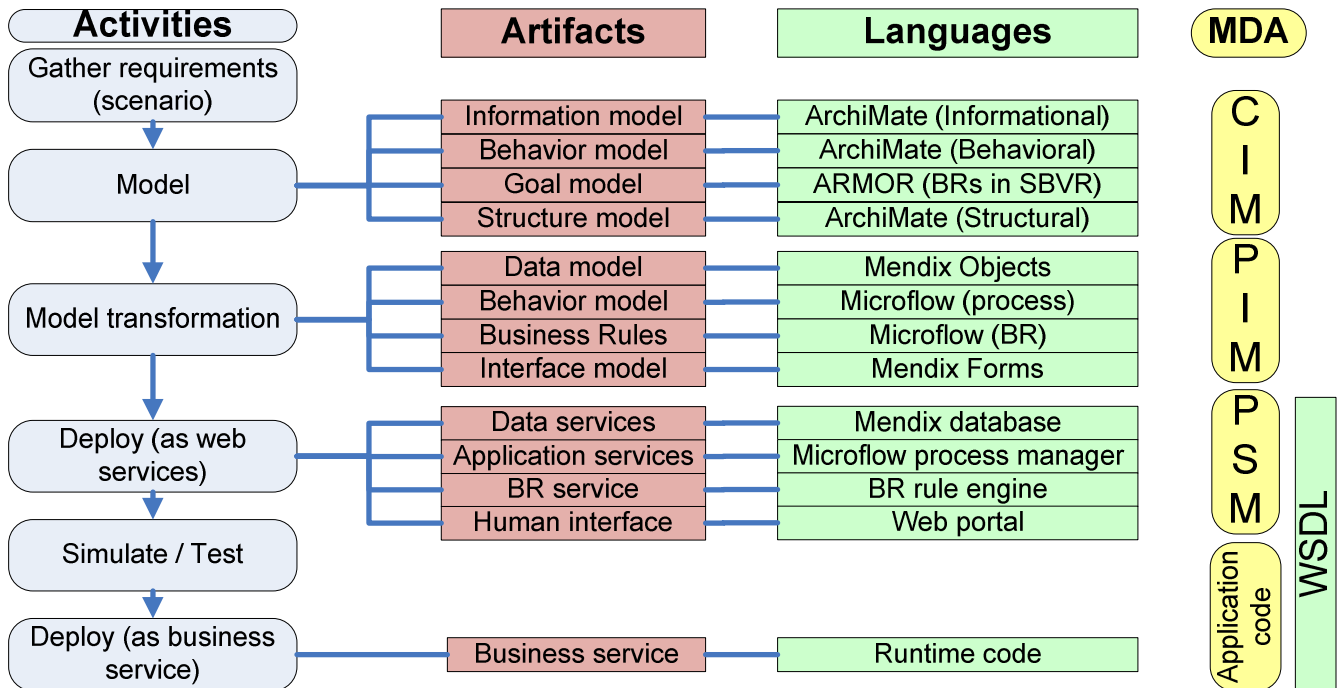 Activities
Artifacts
Languages
MDA
Gather requirements
(scenario)
Model
Information model
ArchiMate (Informational)
Behavior model
ArchiMate (Behavioral)
Goal model
ARMOR (BRs in SBVR)
Structure model
ArchiMate (Structural)
C
I
M
Model transformation
Data model
Mendix Objects
Behavior model
Microflow (process)
Business Rules
Microflow (BR)
Interface model
Mendix Forms
P
I
M
Deploy (as web
services)
Data services
Mendix database
Application services
Microflow process manager
BR service
BR rule engine
Human interface
Web portal
P
S
M
WSDL
Simulate / Test
Deploy (as business
service)
Business service
Runtime code
Application
code